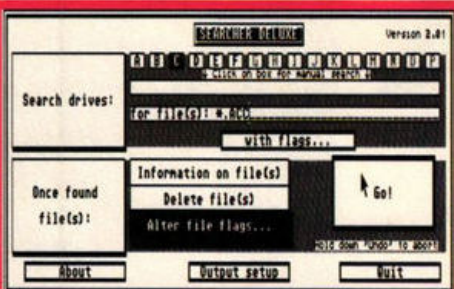 SEARCHER DELUXE
Version 2.01
A B C D E F G H I J K L M N O P
↓ Click on box for manual search ↓
Search drives:
for file(s): *.ACC
with flags...
Once found
file(s):
Information on file(s)
Delete file(s)
Alter file flags...
Go!
Hold down 'Undo' to abort
About
Output setup
Quit